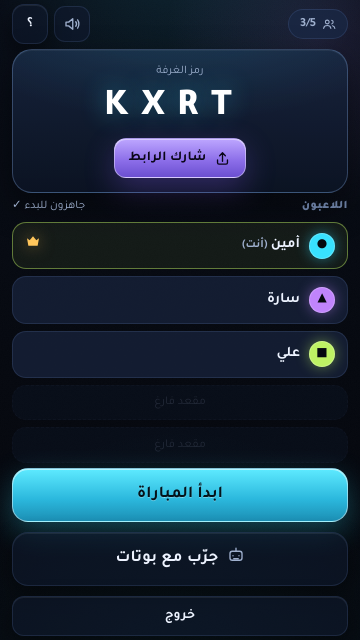 ؟
3/5
رمز الغرفة
KXRT
شارك الرابط
اللاعبون
جاهزون للبدء ✓
أمين (أنت)
سارة
علي
مقعد فارغ
مقعد فارغ
ابدأ المباراة
جرّب مع بوتات
خروج